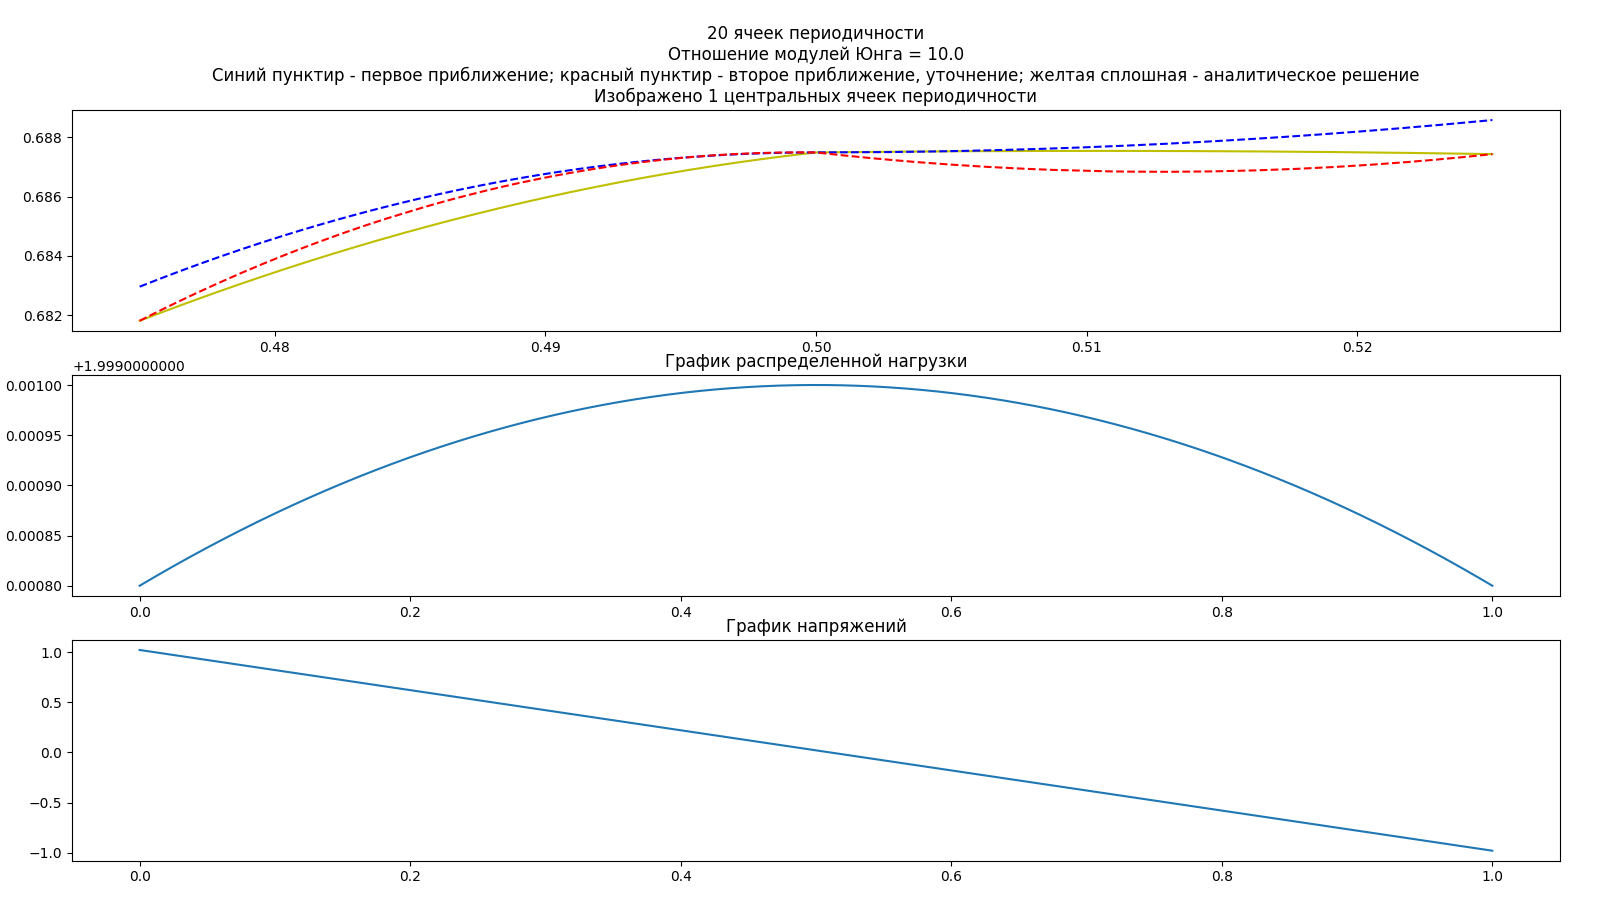 20 ячеек периодичности
Отношение модулей Юнга = 10.0
Синий пунктир - первое приближение; красный пунктир - второе приближение, уточнение; желтая сплошная - аналитическое решение
Изображено 1 центральных ячеек периодичности
0.688
0.686
0.684
0.682
0.48 0.49 0.50 0.51 0.52
График распределенной нагрузки
+1.9990000000
0.00100
0.00095
0.00090
0.00085
0.00080
0.0 0.2 0.4 0.6 0.8 1.0
График напряжений
1.0
0.5
0.0
−0.5
−1.0
0.0 0.2 0.4 0.6 0.8 1.0